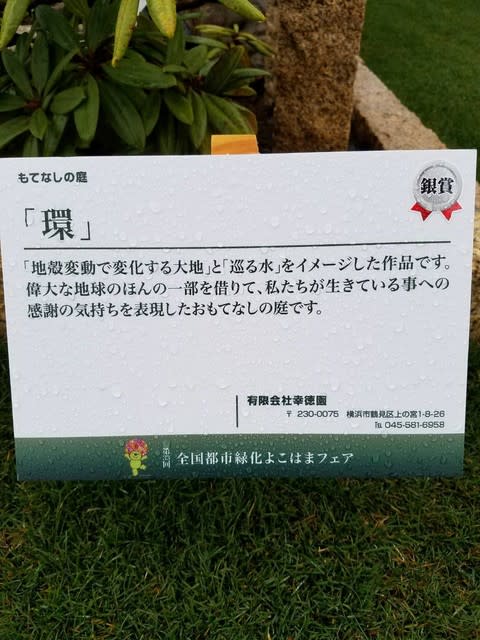 もてなしの庭
銀賞
「環」
「地殻変動で変化する大地」と「巡る水」をイメージした作品です。
偉大な地球のほんの一部を借りて、私たちが生きている事への
感謝の気持ちを表現したおもてなしの庭です。
有限会社幸徳園
〒 230-0075 横浜市鶴見区上の宮1-8-26
℡ 045-581-6958
第33回 全国都市緑化よこはまフェア